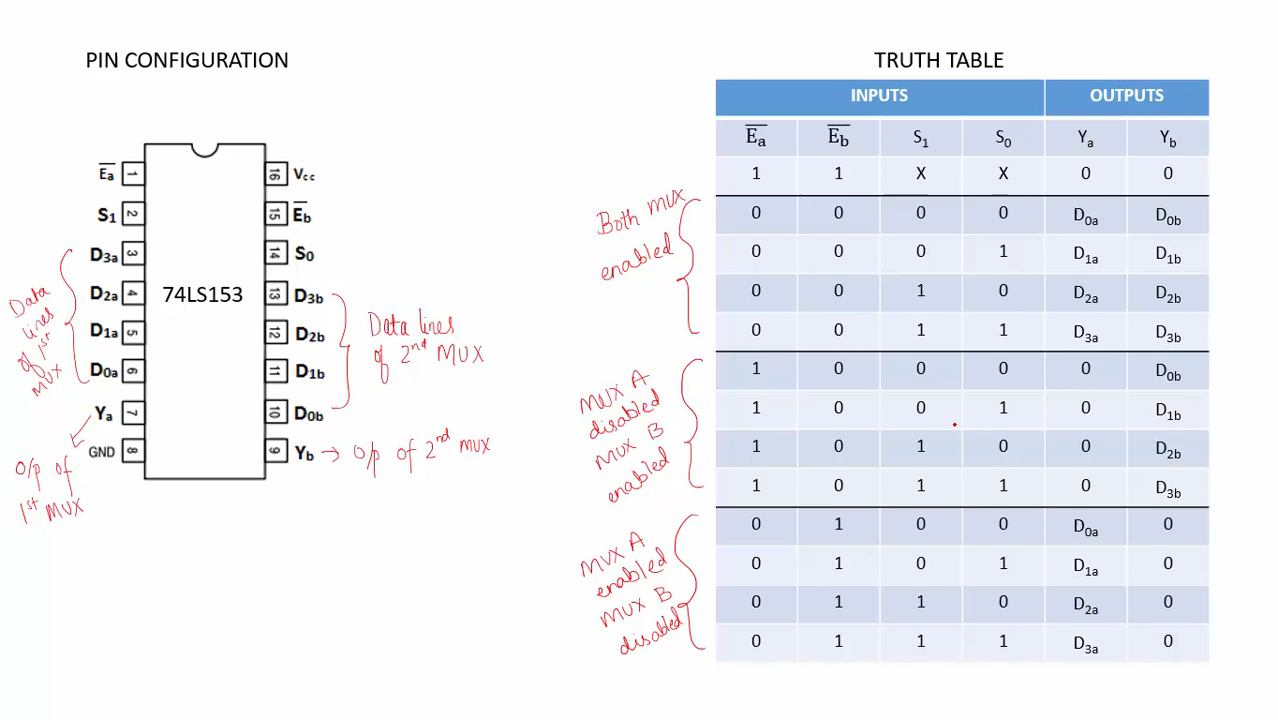 PIN CONFIGURATION
E̅a̅ 1
S1 2
D3a 3
D2a 4
D1a 5
D0a 6
Ya 7
GND 8
74LS153
16 Vcc
15 E̅b̅
14 S0
13 D3b
12 D2b
11 D1b
10 D0b
9 Yb
Data
lines
of 1st
MUX
O/p of
1st MUX
Data lines
of 2nd MUX
→ O/p of 2nd MUX
TRUTH TABLE
INPUTS OUTPUTS
E̅a̅ E̅b̅ S1 S0 Ya Yb
1 1 X X 0 0
0 0 0 0 D0a D0b
0 0 0 1 D1a D1b
0 0 1 0 D2a D2b
0 0 1 1 D3a D3b
1 0 0 0 0 D0b
1 0 0 1 0 D1b
1 0 1 0 0 D2b
1 0 1 1 0 D3b
0 1 0 0 D0a 0
0 1 0 1 D1a 0
0 1 1 0 D2a 0
0 1 1 1 D3a 0
Both MUX
enabled
MUX A
disabled
MUX B
enabled
MUX A
enabled
MUX B
disabled